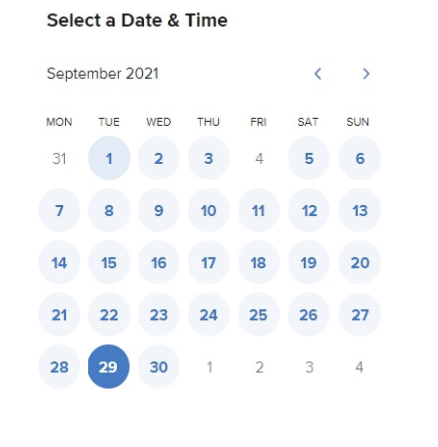 Select a Date & Time
September 2021
MON TUE WED THU FRI SAT SUN
31 1 2 3 4 5 6
7 8 9 10 11 12 13
14 15 16 17 18 19 20
21 22 23 24 25 26 27
28 29 30 1 2 3 4